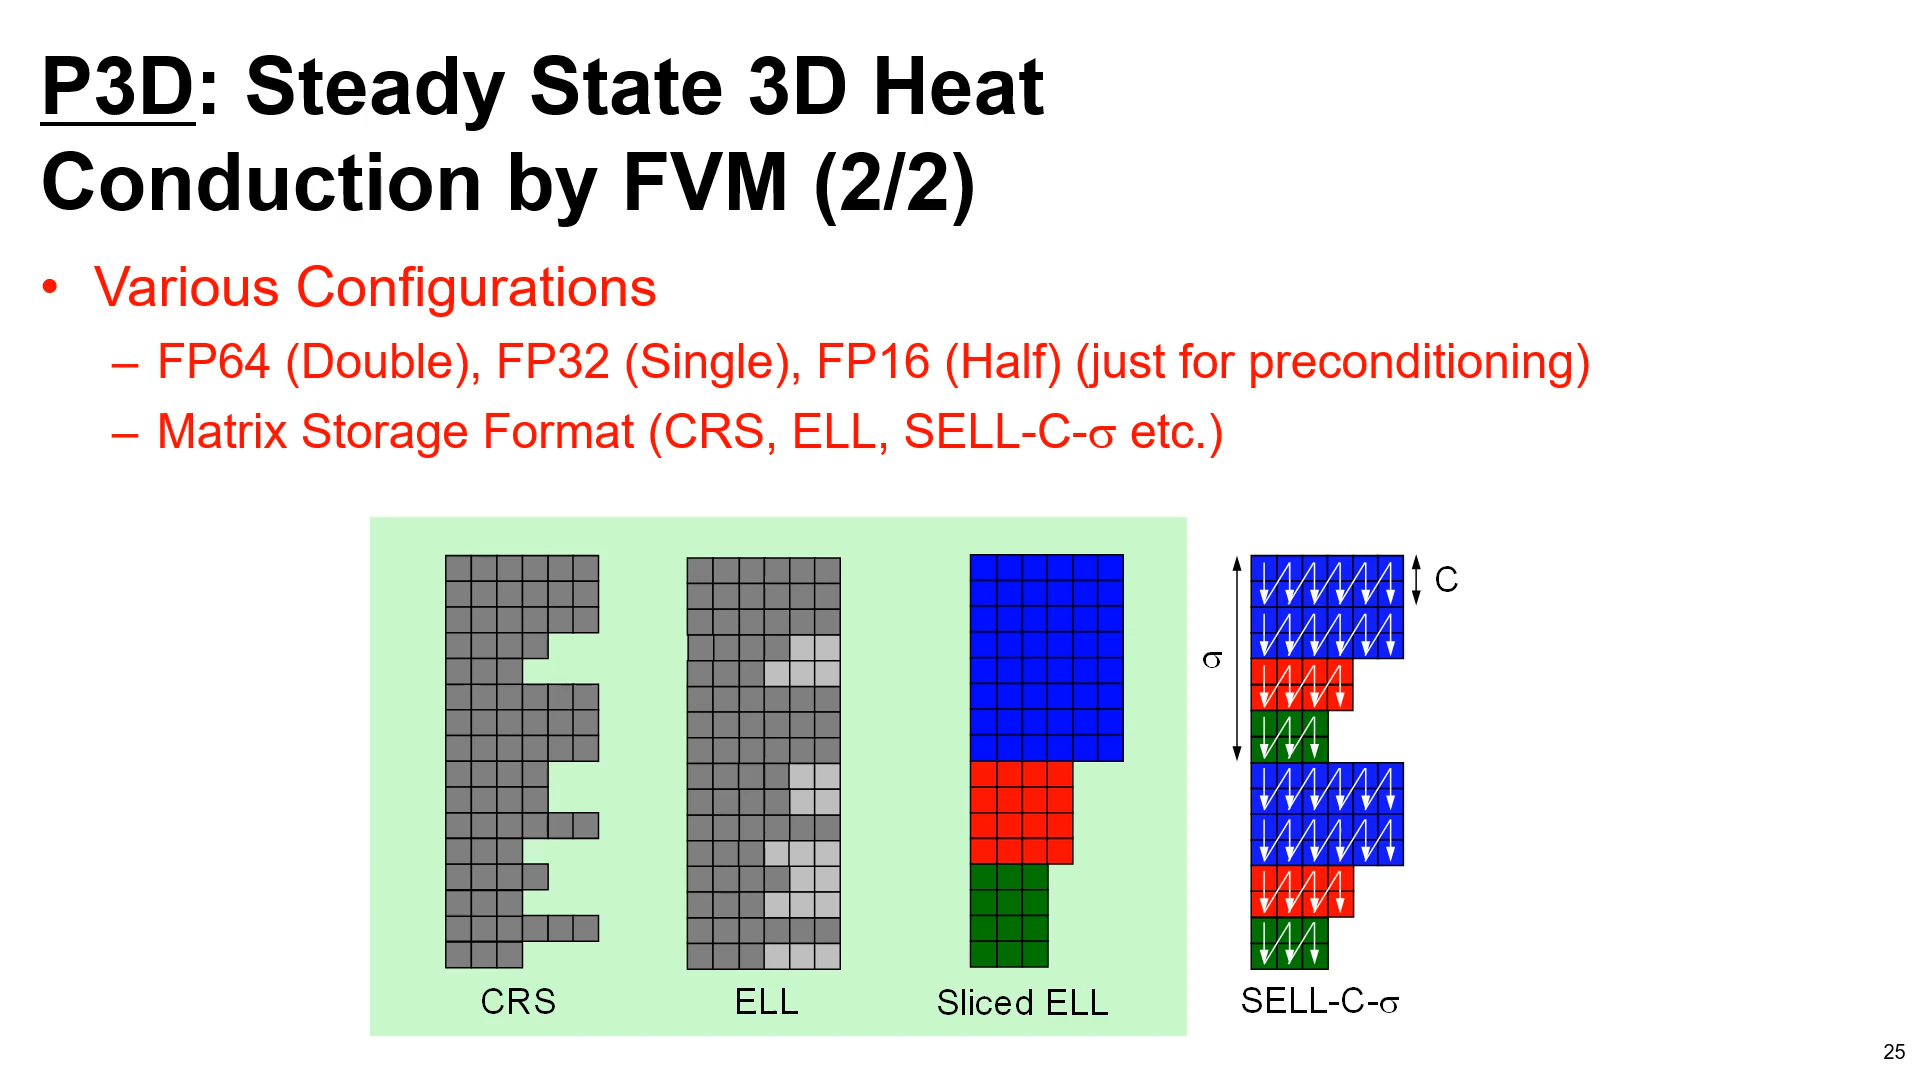 P3D: Steady State 3D Heat
Conduction by FVM (2/2)
• Various Configurations
– FP64 (Double), FP32 (Single), FP16 (Half) (just for preconditioning)
– Matrix Storage Format (CRS, ELL, SELL-C-σ etc.)
C
σ
CRS
ELL
Sliced ELL
SELL-C-σ
25